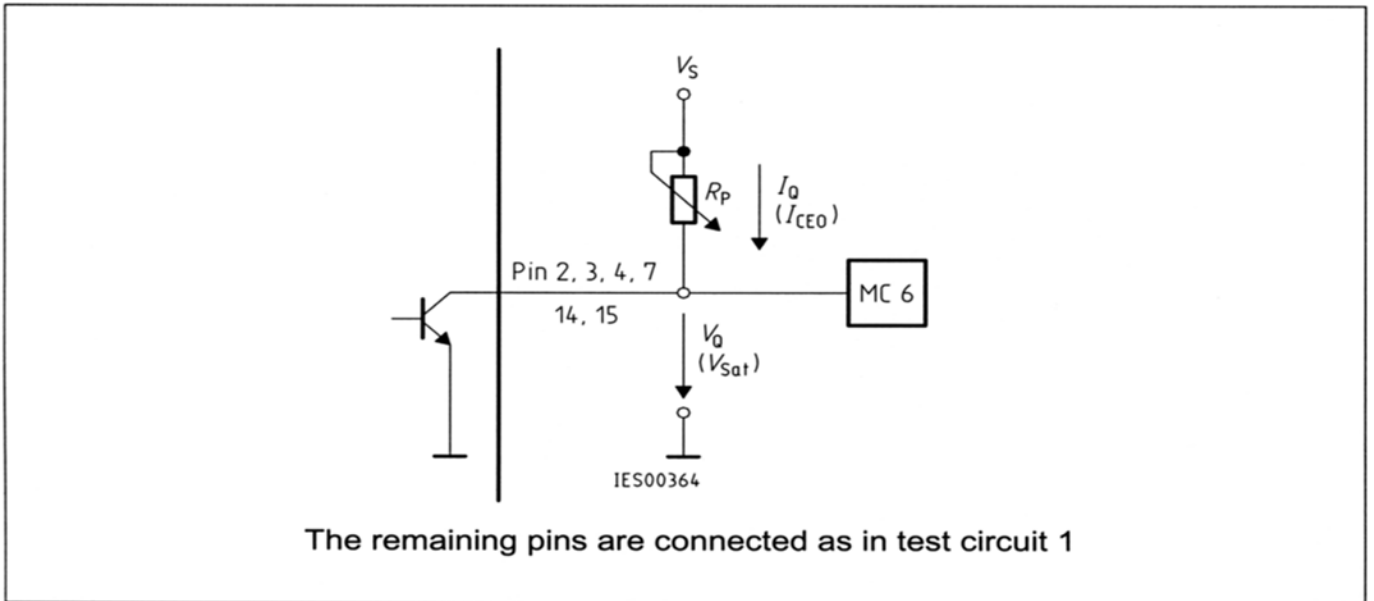 VS
RP
IQ
(ICEO)
Pin 2, 3, 4, 7
14, 15
MC 6
VQ
(VSat)
IES00364
The remaining pins are connected as in test circuit 1